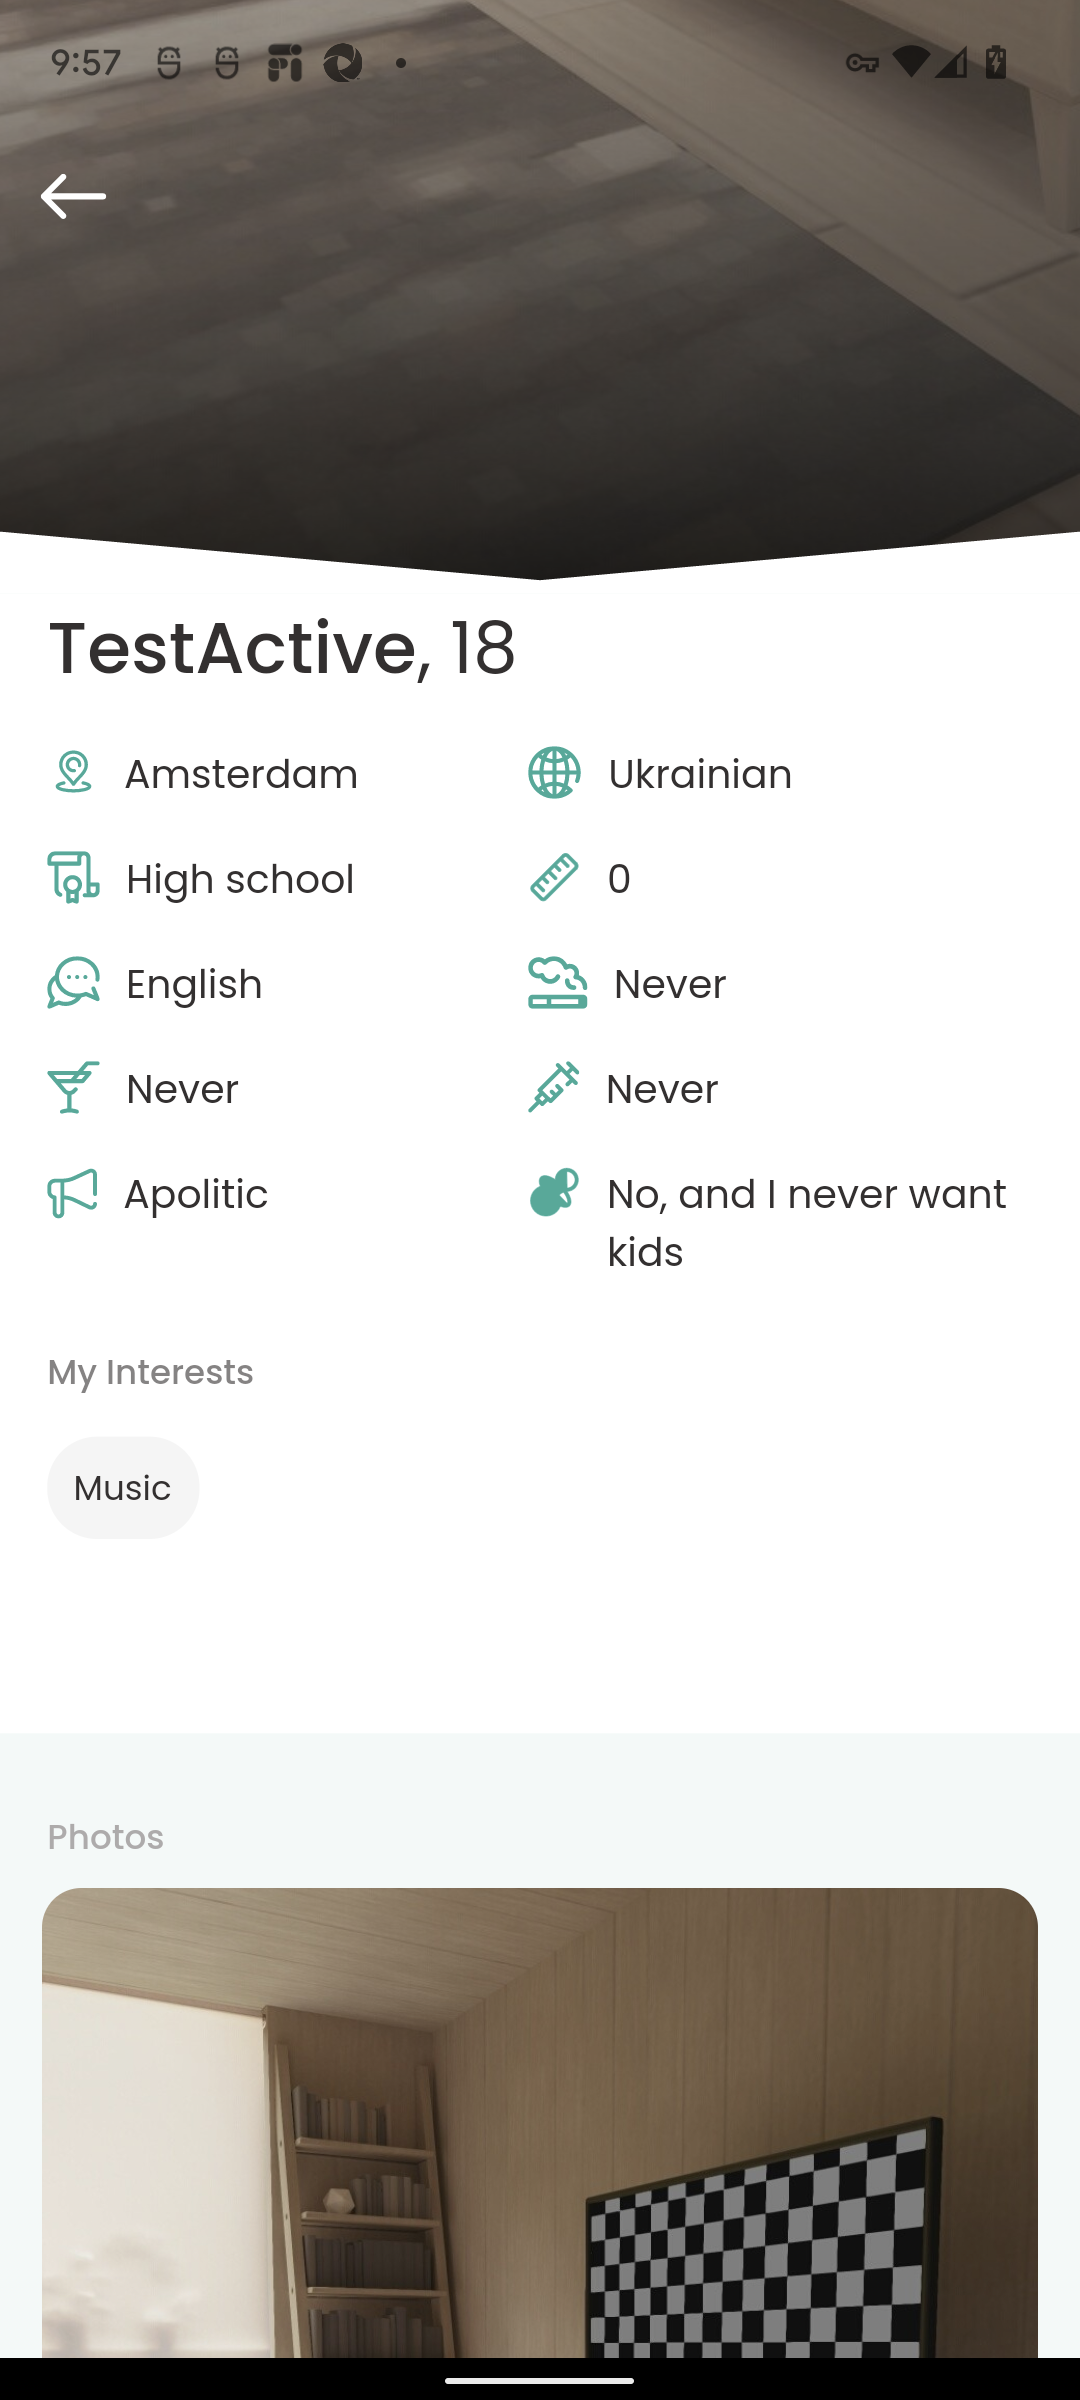 9:57
TestActive, 18
Amsterdam
Ukrainian
High school
0
English
Never
Never
Never
Apolitic
No, and I never want
kids
My Interests
Music
Photos